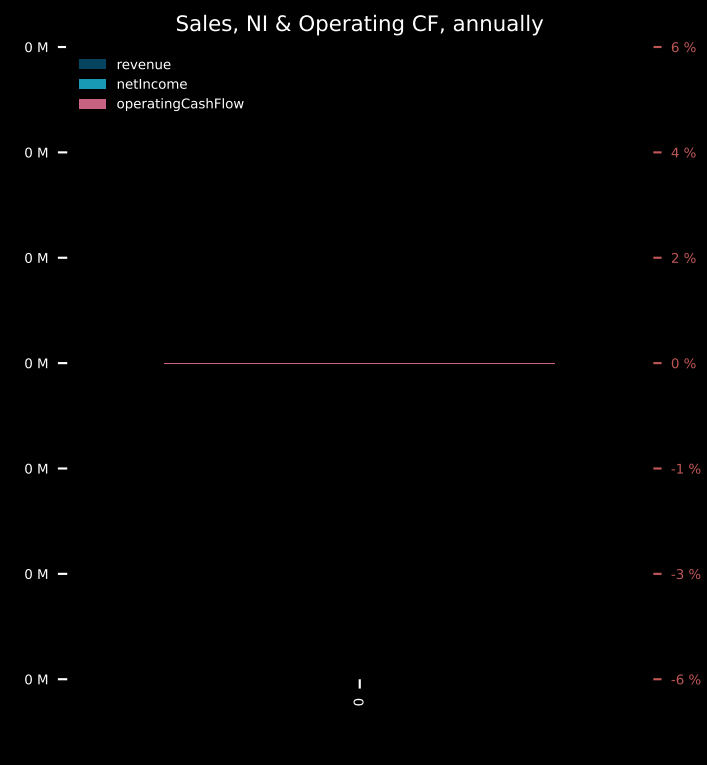 Sales, NI & Operating CF, annually
0 M
6 %
revenue
netIncome
operatingCashFlow
0 M
4 %
0 M
2 %
0 M
0 %
0 M
-1 %
0 M
-3 %
0 M
-6 %
0